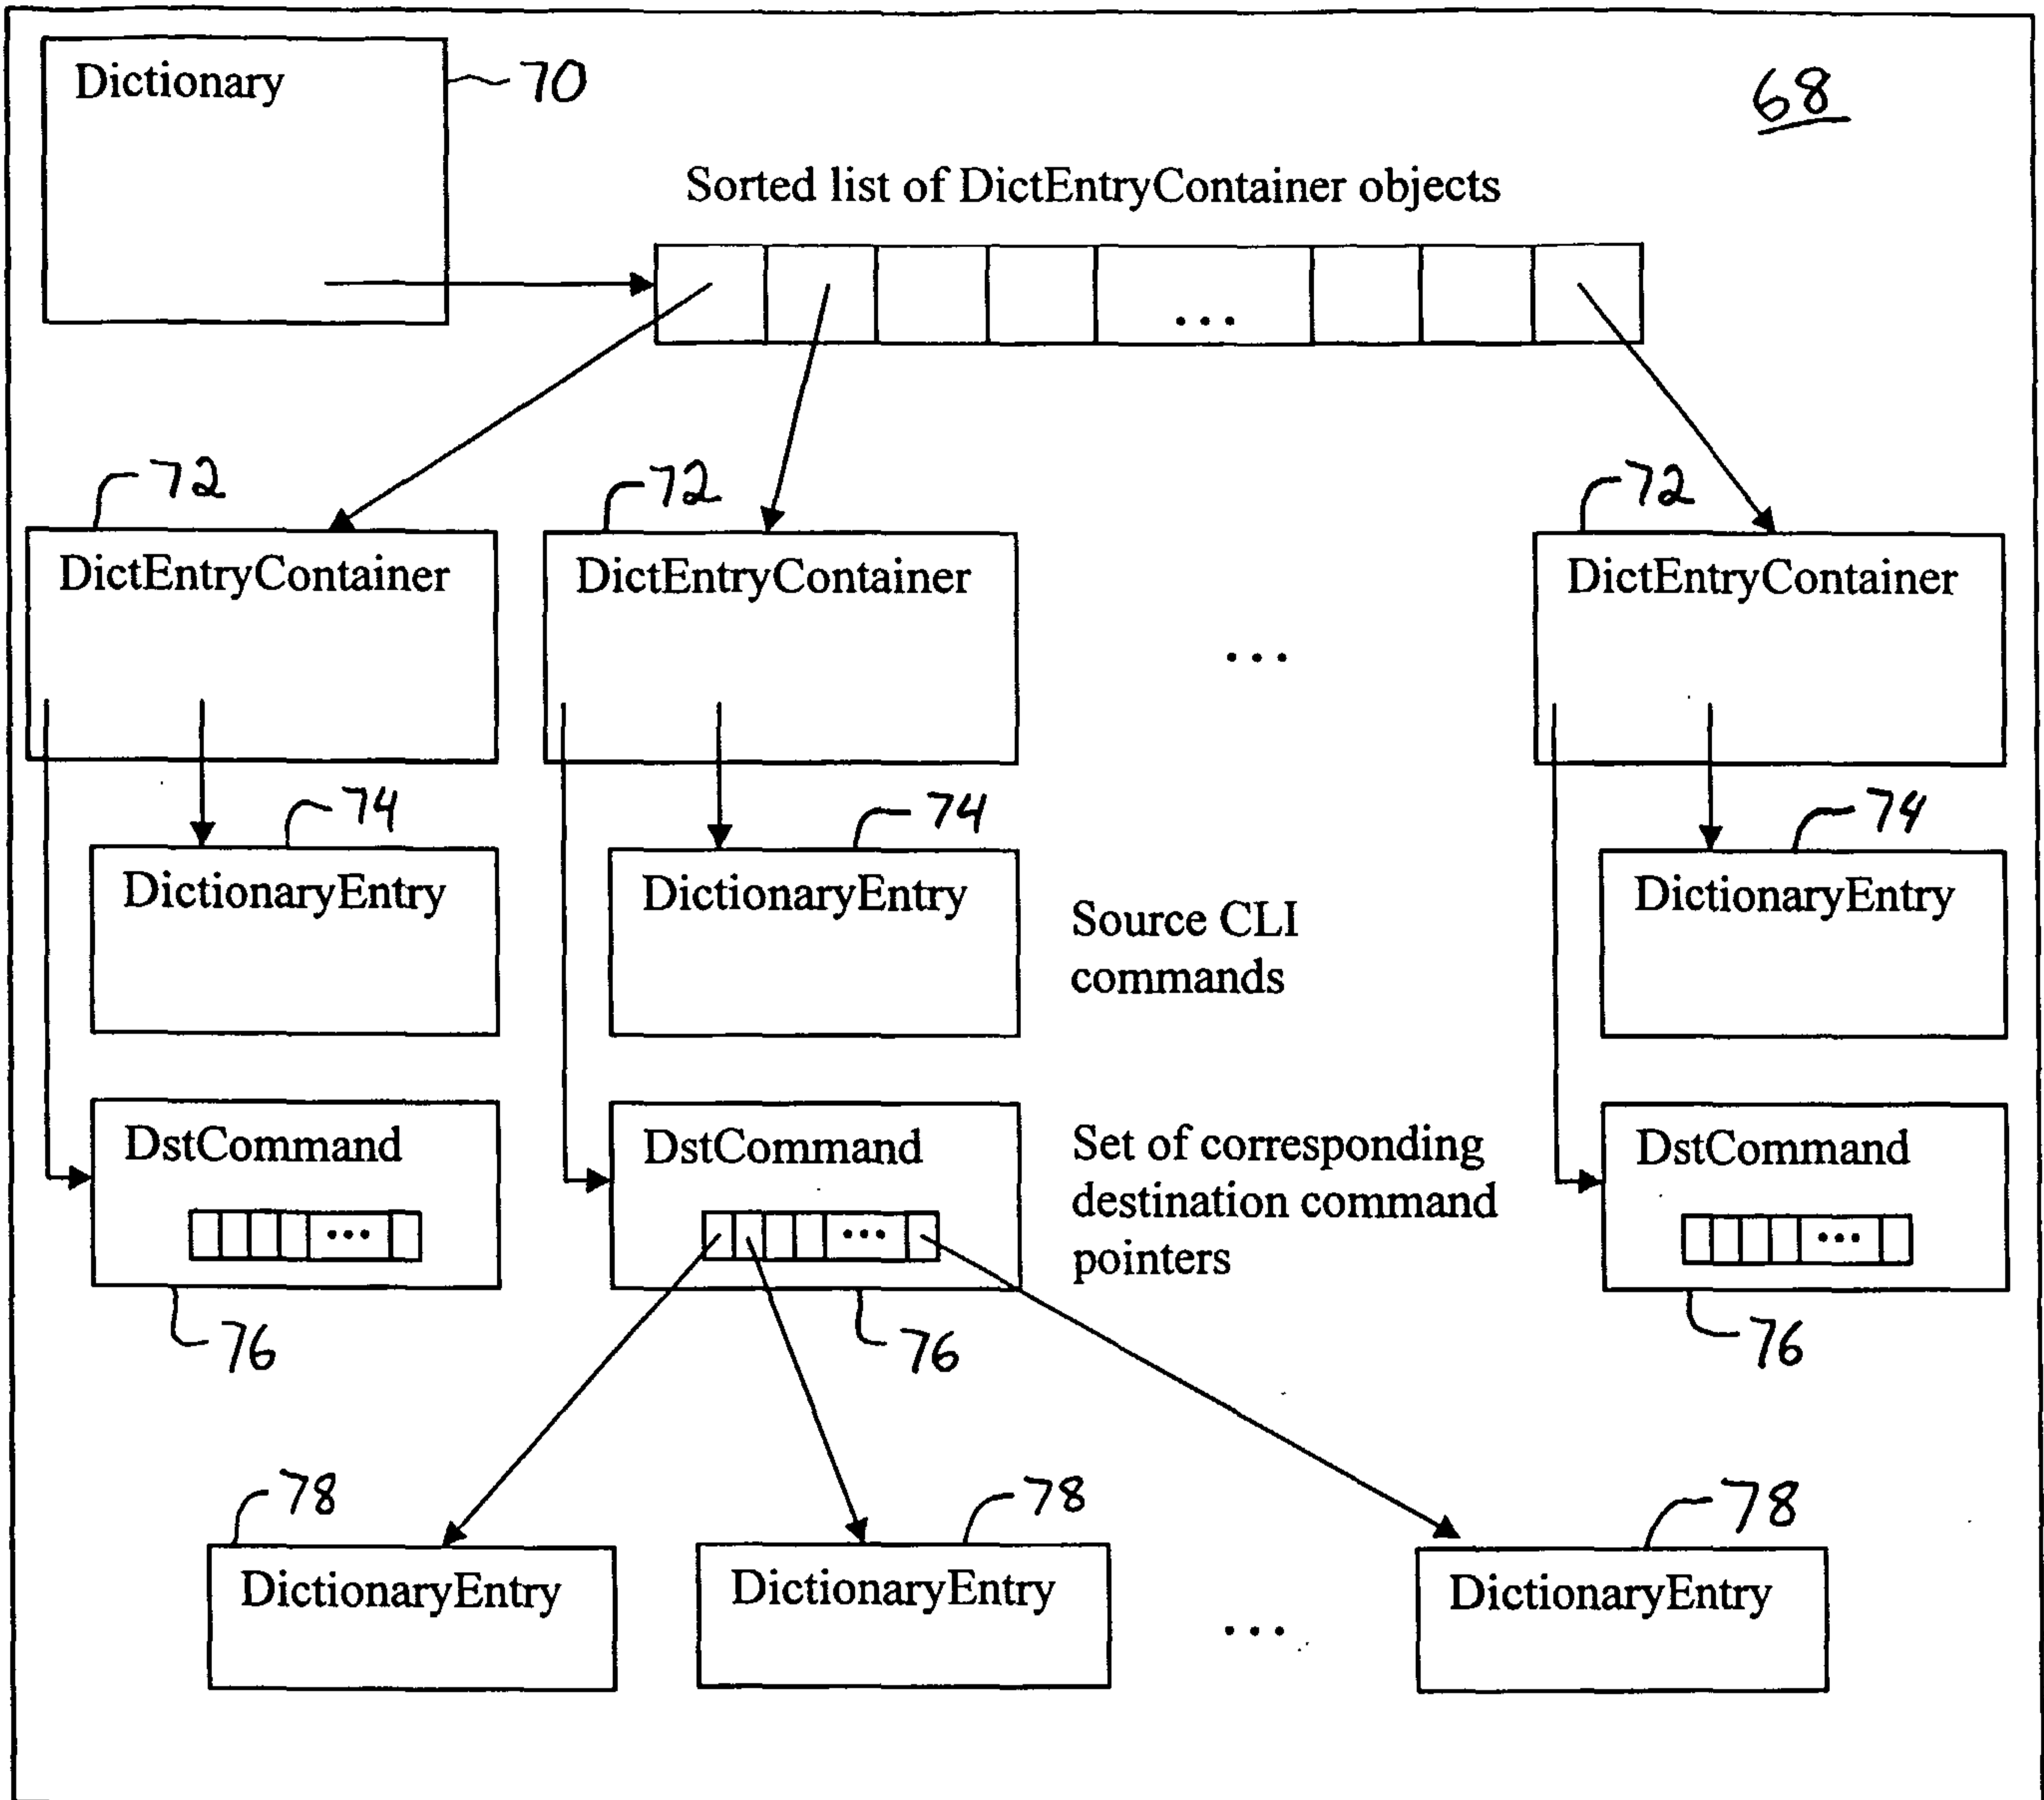 Dictionary
70
68
Sorted list of DictEntryContainer objects
...
72
72
72
DictEntryContainer
DictEntryContainer
DictEntryContainer
...
74
74
74
DictionaryEntry
DictionaryEntry
DictionaryEntry
Source CLI
commands
DstCommand
DstCommand
DstCommand
Set of corresponding
destination command
pointers
...
...
...
76
76
76
78
78
78
DictionaryEntry
DictionaryEntry
DictionaryEntry
...